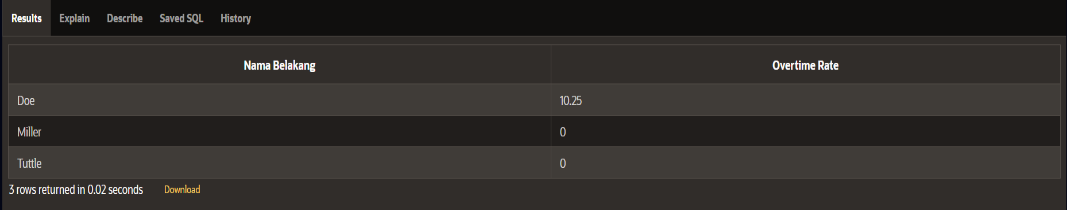 Results Explain Describe Saved SQL History
Nama Belakang Overtime Rate
Doe 10.25
Miller 0
Tuttle 0
3 rows returned in 0.02 seconds Download